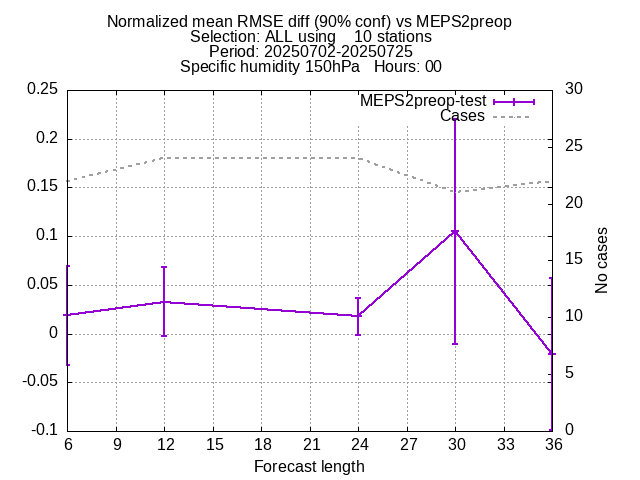 Normalized mean RMSE diff (90% conf) vs MEPS2preop
Selection: ALL using    10 stations
Period: 20250702-20250725
Specific humidity 150hPa   Hours: 00
MEPS2preop-test
Cases
0.25
0.2
0.15
0.1
0.05
0
-0.05
-0.1
30
25
20
15
10
5
0
No cases
6 9 12 15 18 21 24 27 30 33 36
Forecast length